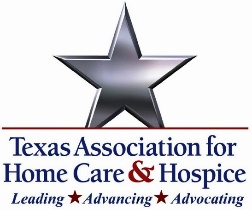 Texas Association for
Home Care & Hospice
Leading ★ Advancing ★ Advocating